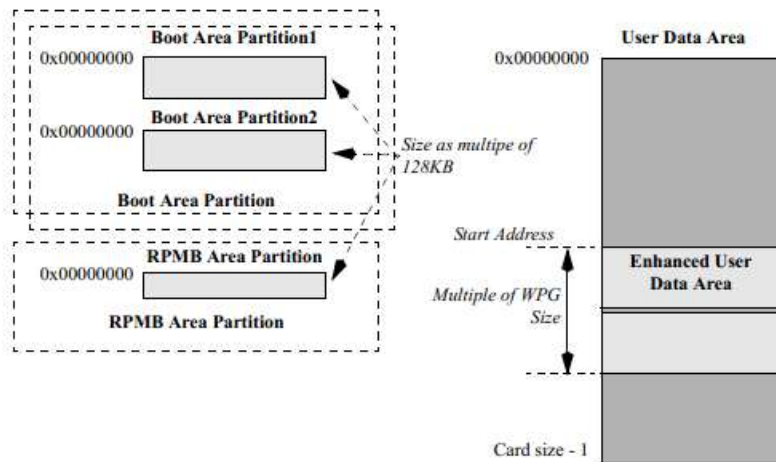 Boot Area Partition1
0x00000000
Boot Area Partition2
0x00000000
Size as multipe of
128KB
Boot Area Partition
RPMB Area Partition
0x00000000
RPMB Area Partition
User Data Area
0x00000000
Start Address
Enhanced User
Data Area
Multiple of WPG
Size
Card size - 1